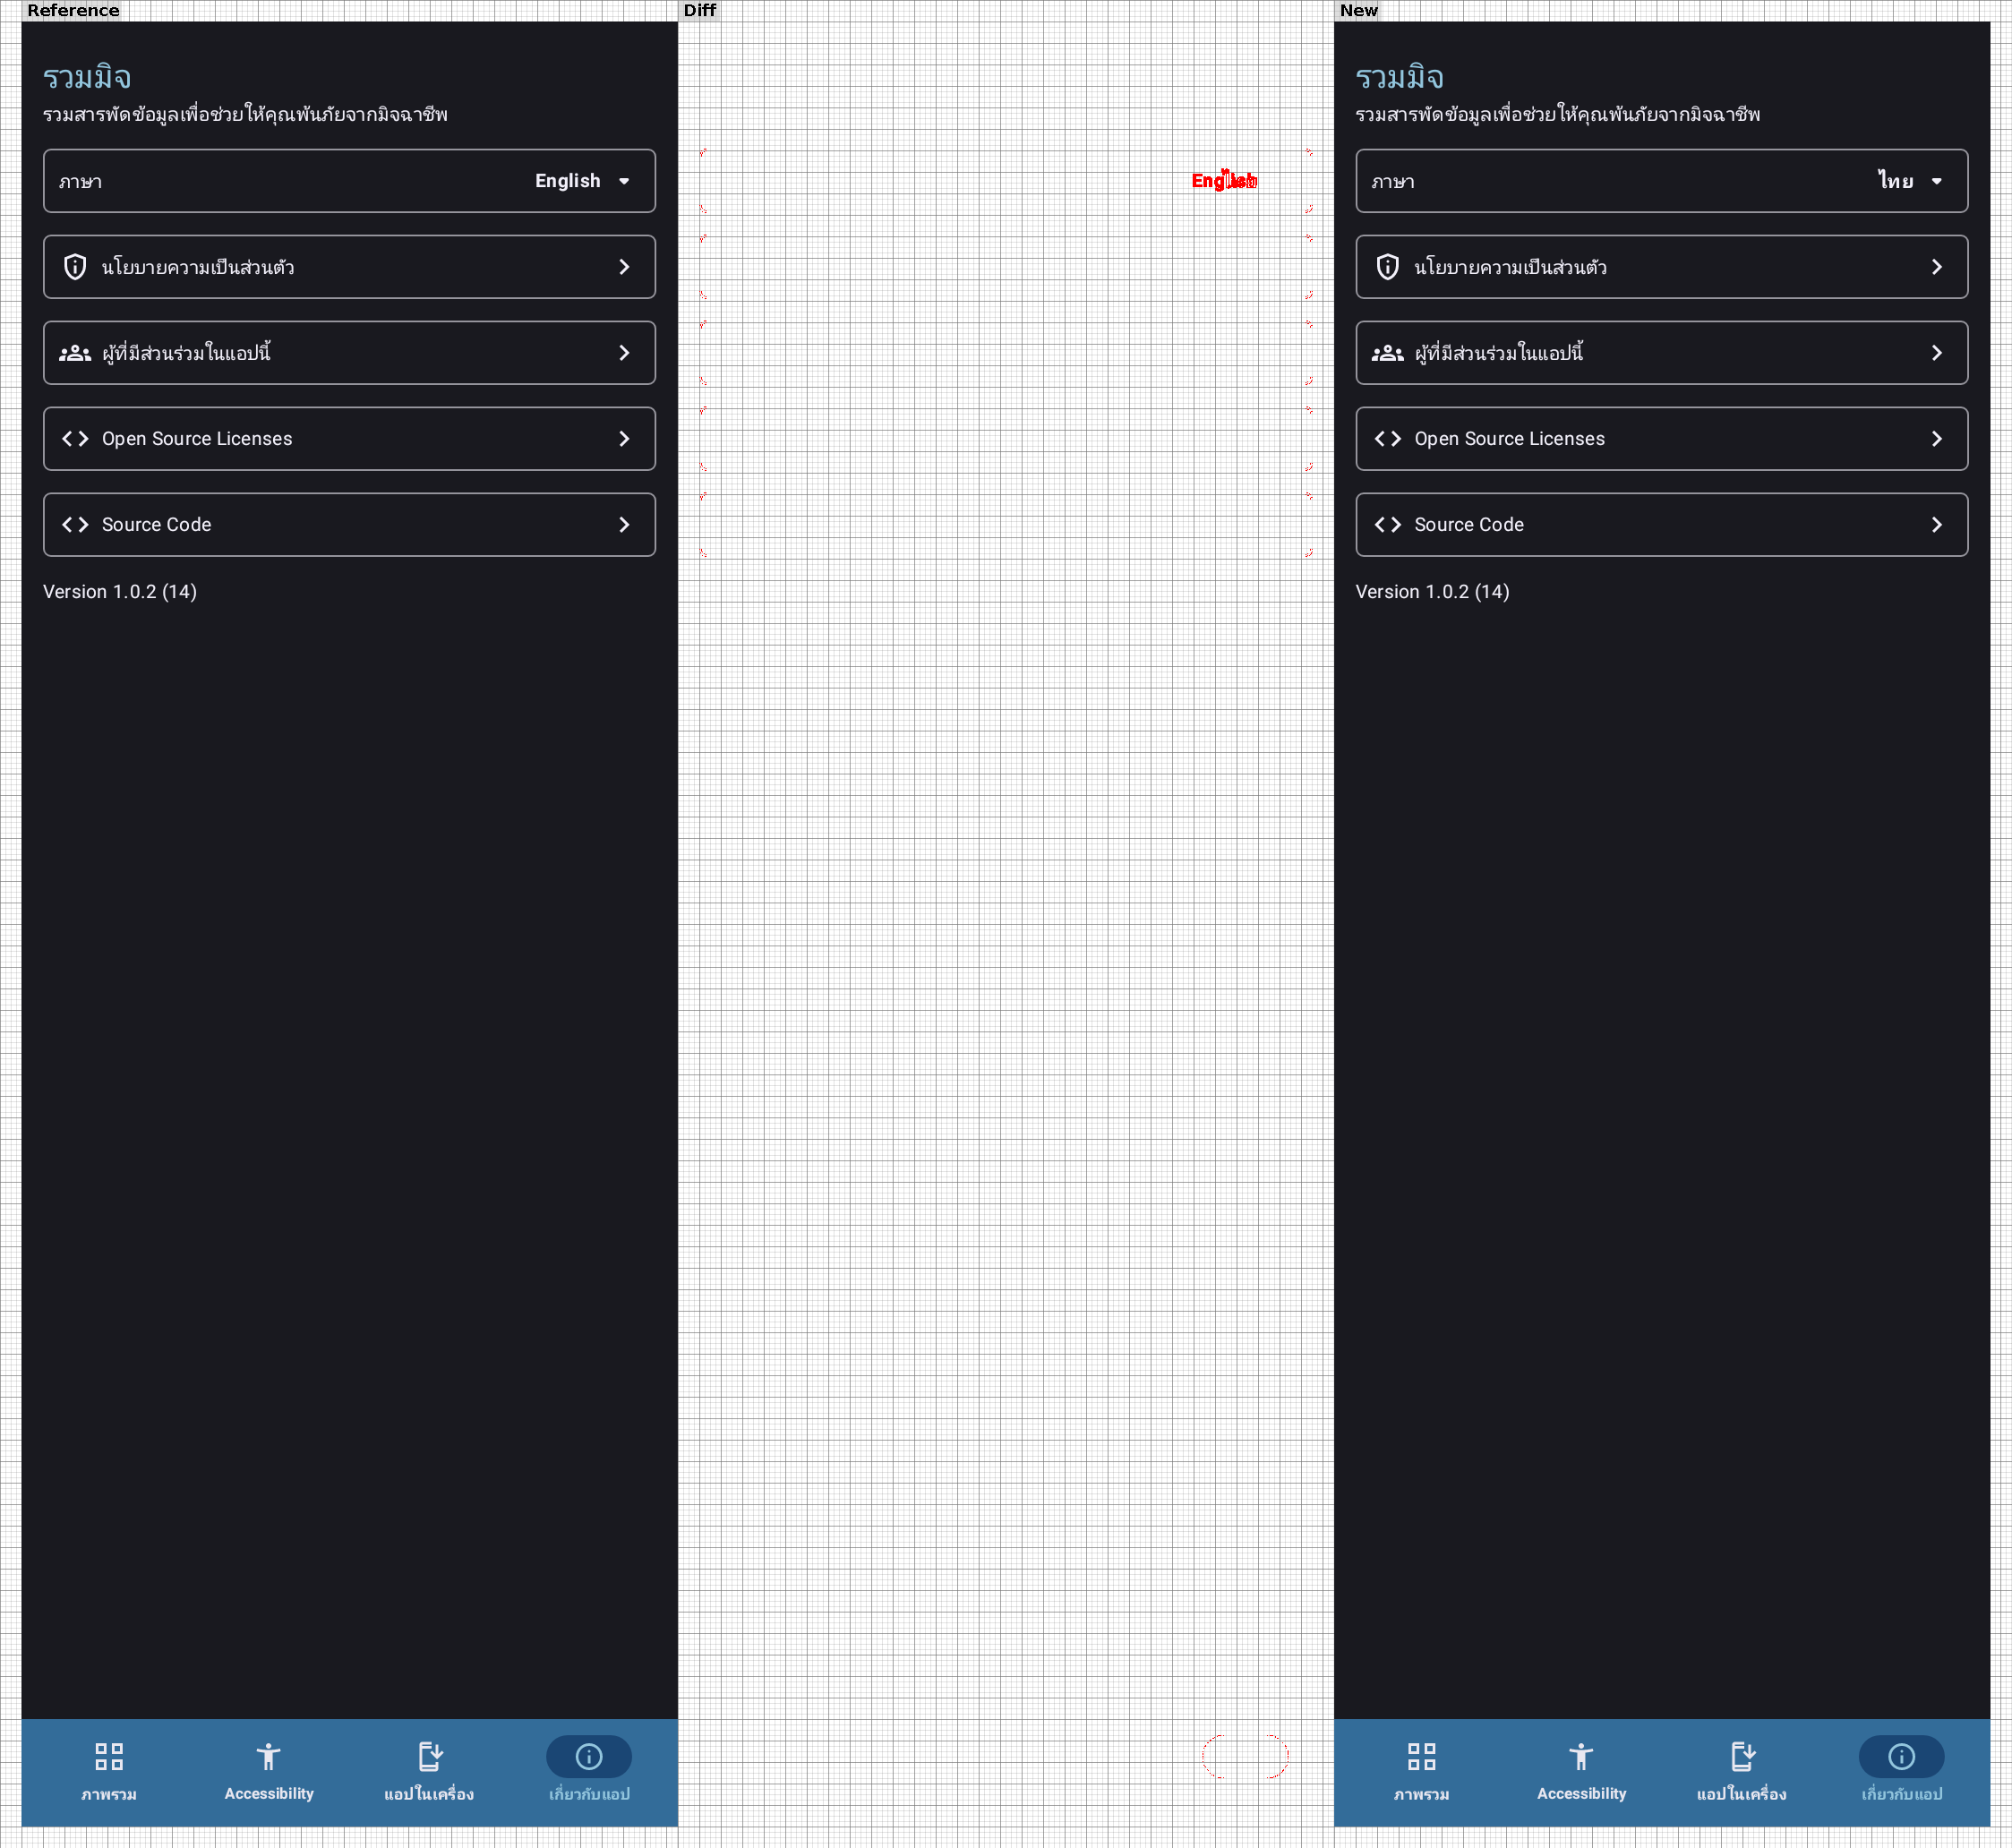 Reference
รวมมิจ
รวมสารพัดข้อมูลเพื่อช่วยให้คุณพ้นภัยจากมิจฉาชีพ
ภาษา English
นโยบายความเป็นส่วนตัว
ผู้ที่มีส่วนร่วมในแอปนี้
Open Source Licenses
Source Code
Version 1.0.2 (14)
ภาพรวม Accessibility แอปในเครื่อง เกี่ยวกับแอป
Diff
English
New
รวมมิจ
รวมสารพัดข้อมูลเพื่อช่วยให้คุณพ้นภัยจากมิจฉาชีพ
ภาษา ไทย
นโยบายความเป็นส่วนตัว
ผู้ที่มีส่วนร่วมในแอปนี้
Open Source Licenses
Source Code
Version 1.0.2 (14)
ภาพรวม Accessibility แอปในเครื่อง เกี่ยวกับแอป